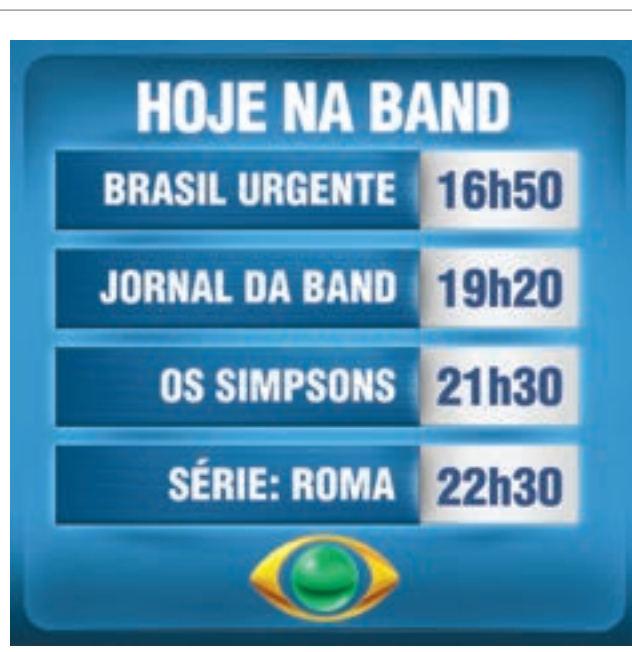 HOJE NA BAND
BRASIL URGENTE 16h50
JORNAL DA BAND 19h20
OS SIMPSONS 21h30
SÉRIE: ROMA 22h30